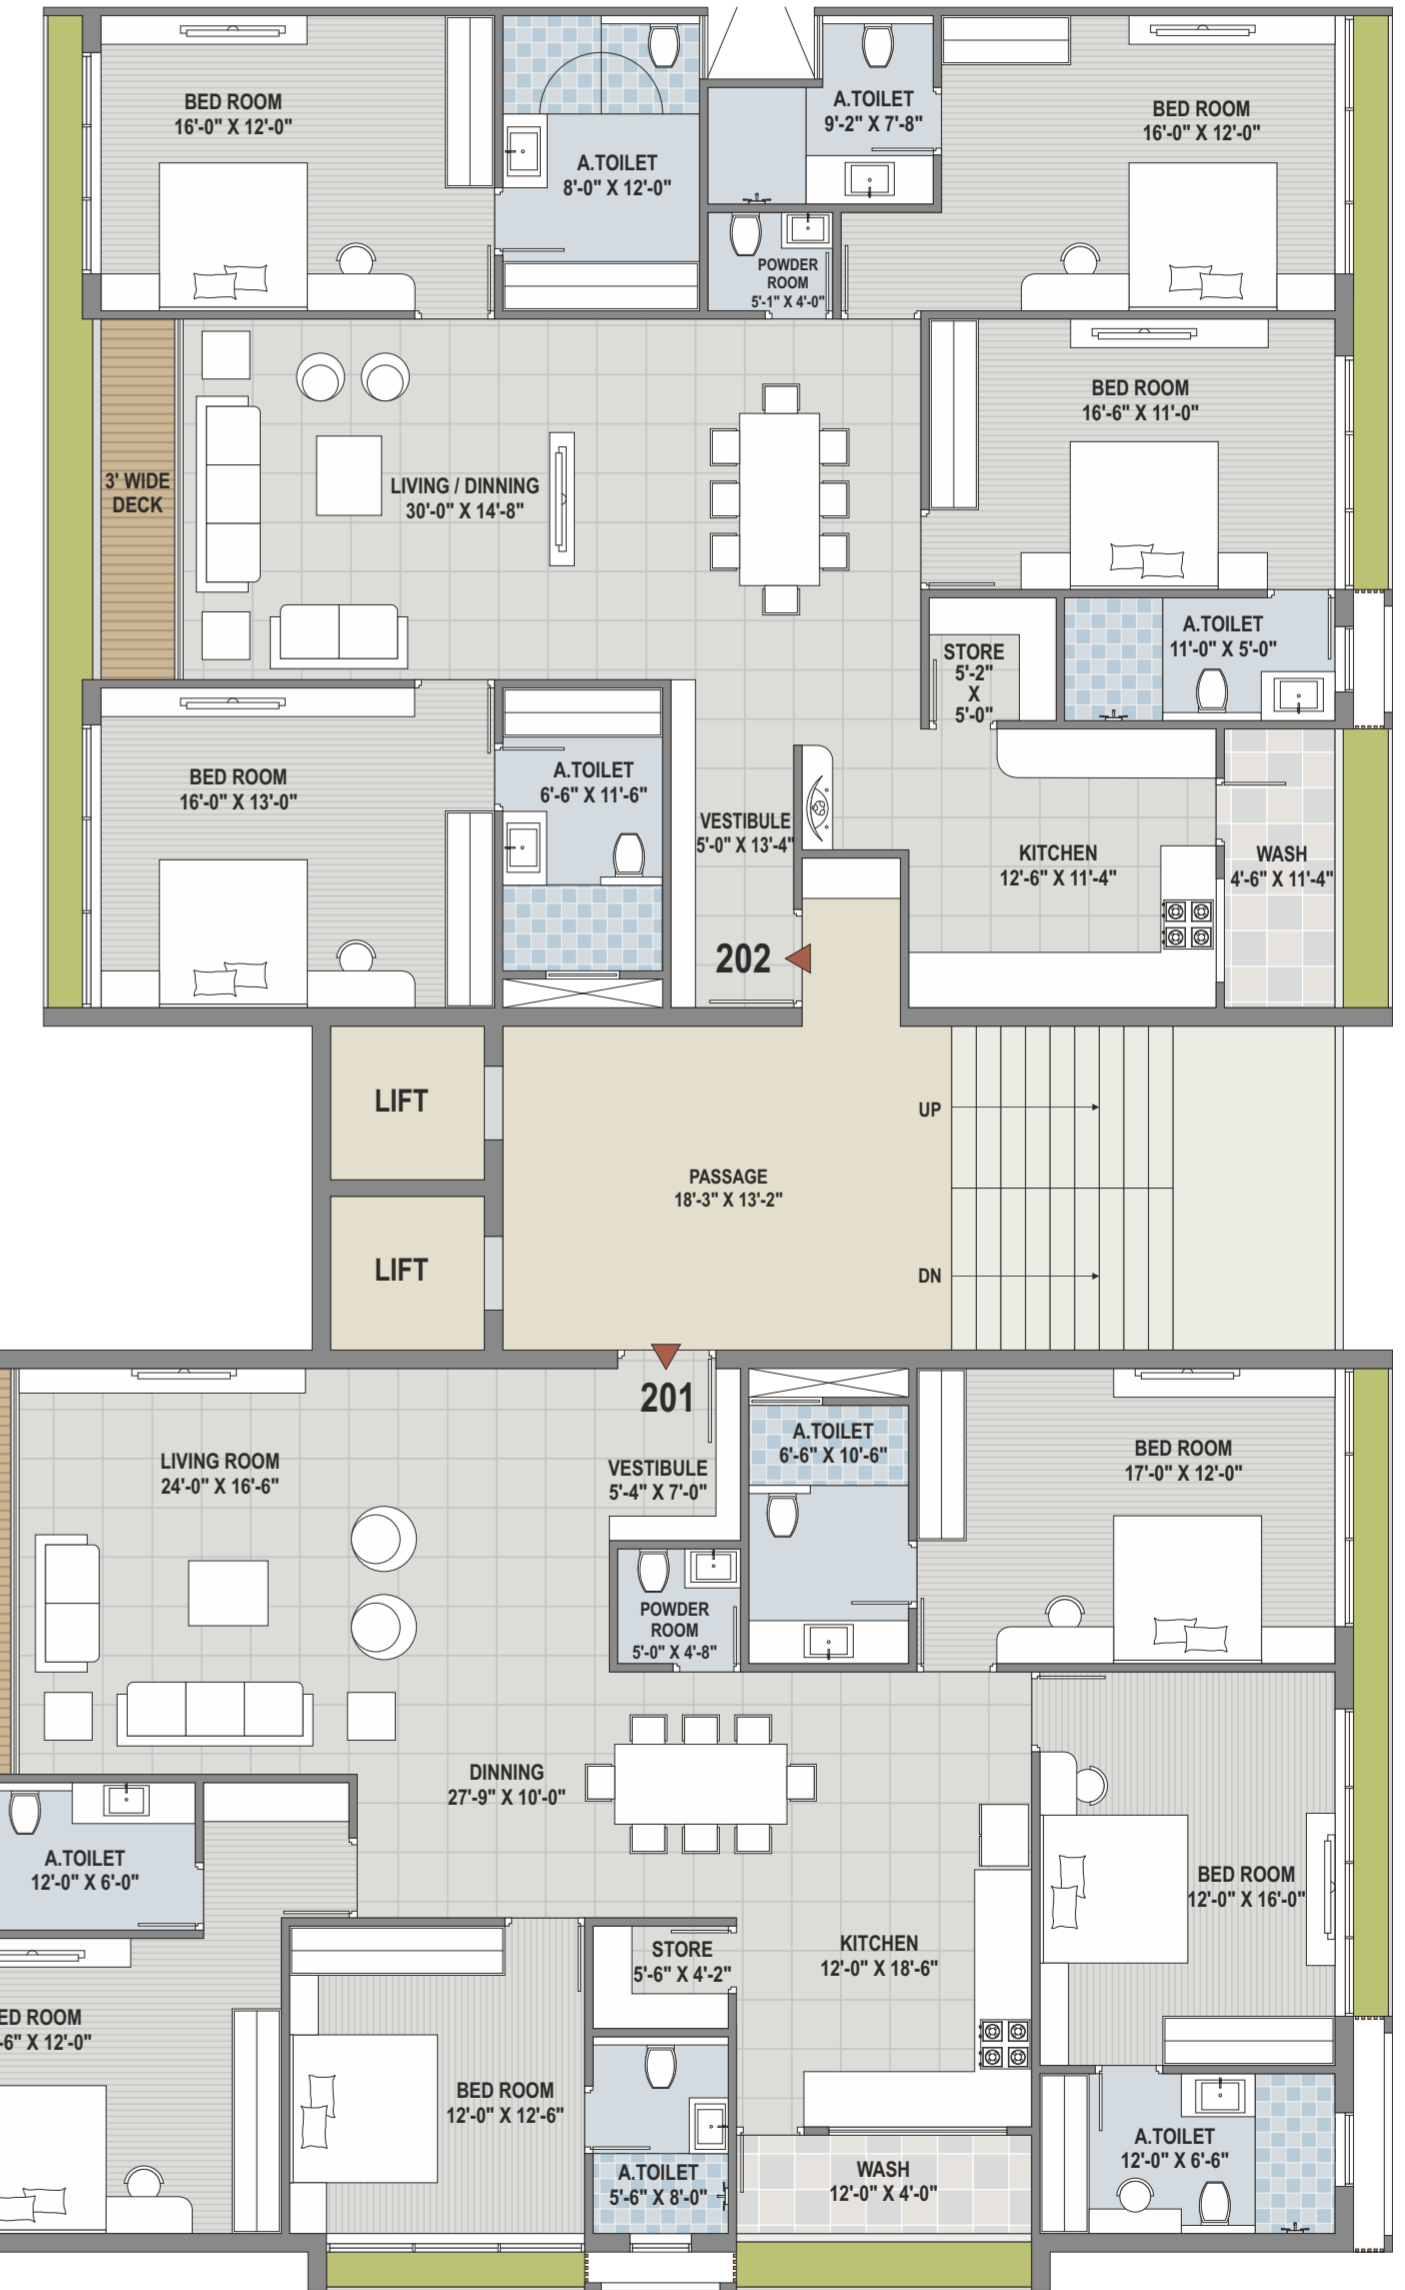 BED ROOM
16'-0" X 12'-0"
A.TOILET
8'-0" X 12'-0"
A.TOILET
9'-2" X 7'-8"
BED ROOM
16'-0" X 12'-0"
POWDER
ROOM
5'-1" X 4'-0"
3' WIDE
DECK
LIVING / DINNING
30'-0" X 14'-8"
BED ROOM
16'-6" X 11'-0"
STORE
5'-2"
X
5'-0"
A.TOILET
11'-0" X 5'-0"
BED ROOM
16'-0" X 13'-0"
A.TOILET
6'-6" X 11'-6"
VESTIBULE
5'-0" X 13'-4"
KITCHEN
12'-6" X 11'-4"
WASH
4'-6" X 11'-4"
202
LIFT
LIFT
PASSAGE
18'-3" X 13'-2"
UP
DN
201
LIVING ROOM
24'-0" X 16'-6"
VESTIBULE
5'-4" X 7'-0"
A.TOILET
6'-6" X 10'-6"
BED ROOM
17'-0" X 12'-0"
POWDER
ROOM
5'-0" X 4'-8"
DINNING
27'-9" X 10'-0"
A.TOILET
12'-0" X 6'-0"
BED ROOM
12'-0" X 16'-0"
STORE
5'-6" X 4'-2"
KITCHEN
12'-0" X 18'-6"
ED ROOM
-6" X 12'-0"
BED ROOM
12'-0" X 12'-6"
A.TOILET
5'-6" X 8'-0"
WASH
12'-0" X 4'-0"
A.TOILET
12'-0" X 6'-6"